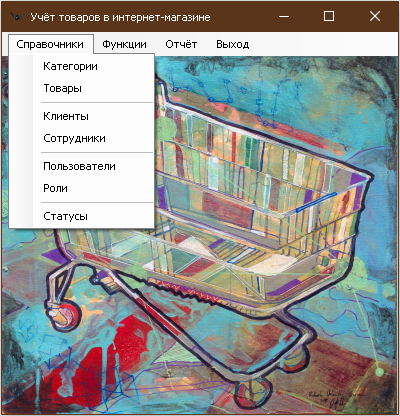 Учёт товаров в интернет-магазине
Справочники Функции Отчёт Выход
Категории
Товары
Клиенты
Сотрудники
Пользователи
Роли
Статусы